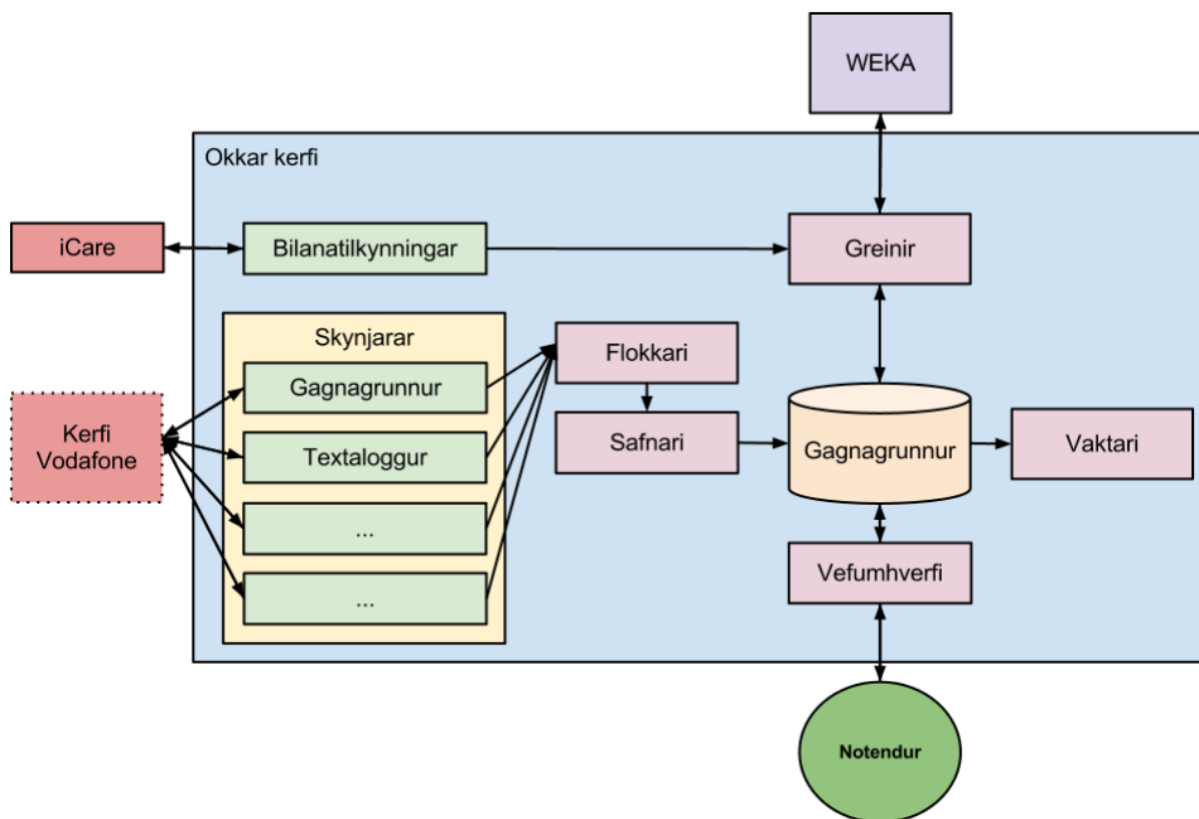 WEKA
Okkar kerfi
iCare
Bilanatilkynningar
Greinir
Skynjarar
Gagnagrunnur
Flokkari
Kerfi
Vodafone
Textaloggur
Safnari
Gagnagrunnur
Vaktari
...
...
Vefumhverfi
Notendur